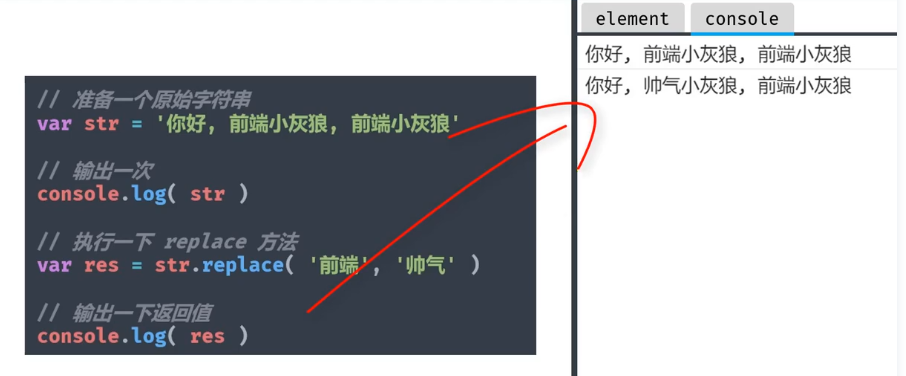 element console
你好, 前端小灰狼, 前端小灰狼
你好, 帅气小灰狼, 前端小灰狼
// 准备一个原始字符串
var str = '你好, 前端小灰狼, 前端小灰狼'
// 输出一次
console.log( str )
// 执行一下 replace 方法
var res = str.replace( '前端', '帅气' )
// 输出一下返回值
console.log( res )